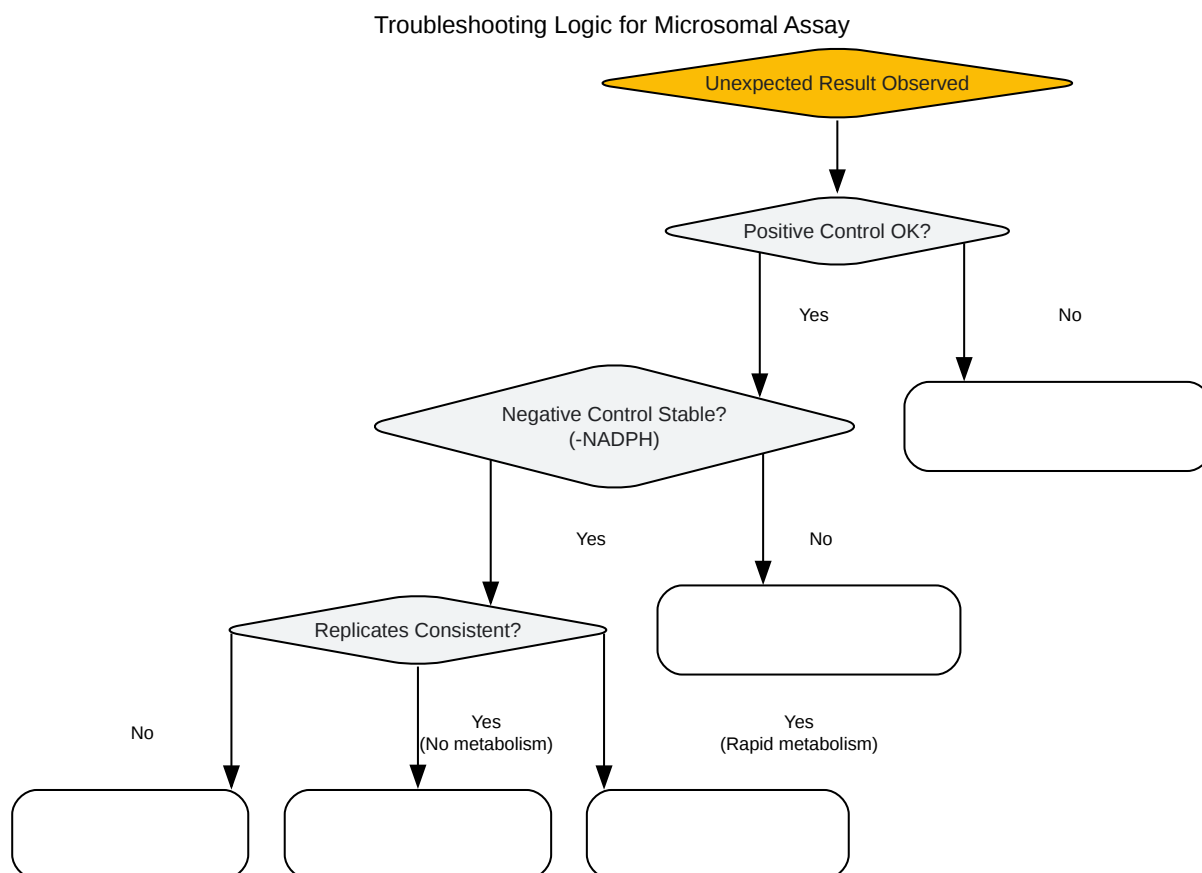 Troubleshooting Logic for Microsomal Assay
Unexpected Result Observed
Positive Control OK?
Yes
No
Negative Control Stable?
(-NADPH)
Yes
No
Replicates Consistent?
No
Yes
(No metabolism)
Yes
(Rapid metabolism)